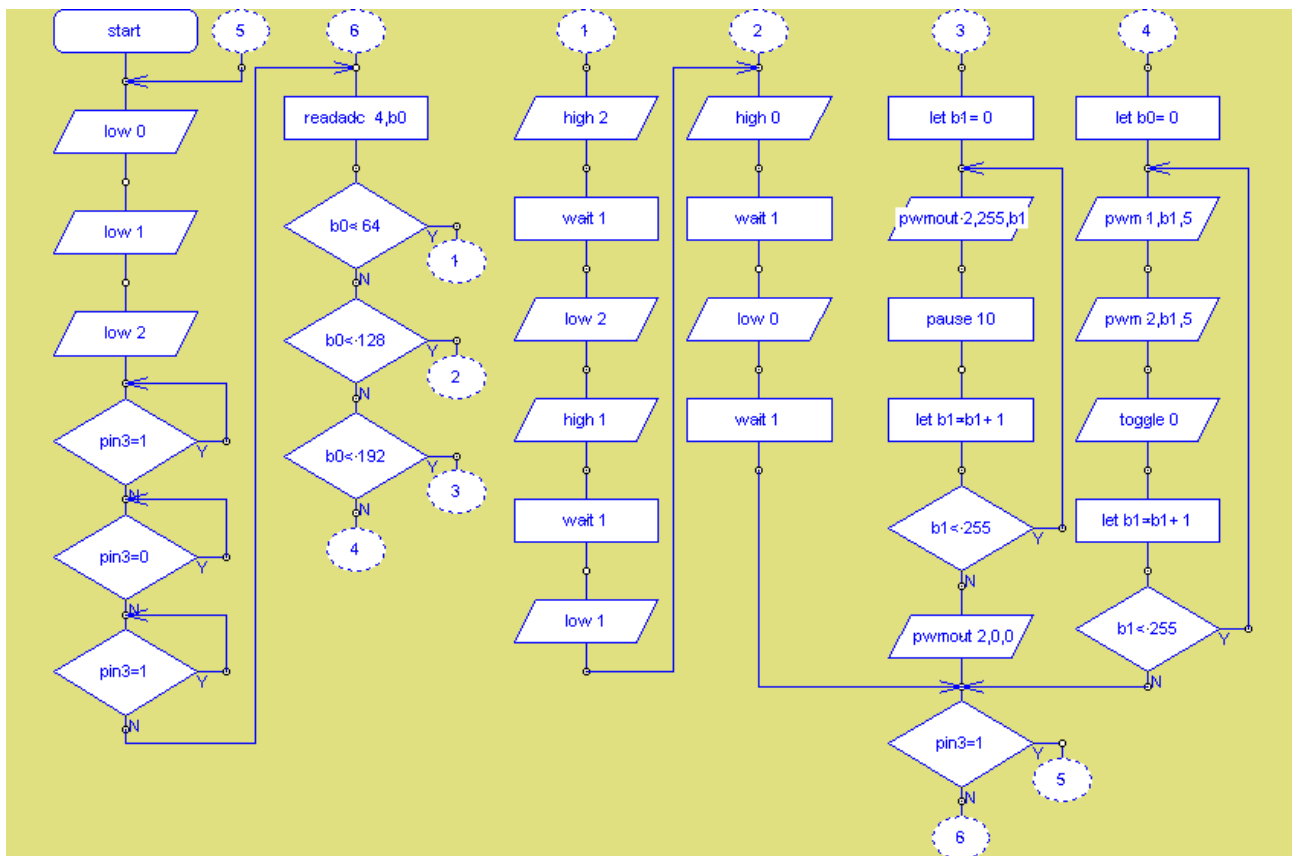 start
5
low 0
low 1
low 2
pin3=1
Y
N
pin3=0
Y
N
pin3=1
Y
N
6
readadc 4,b0
b0< 64
Y
1
N
b0<·128
Y
2
N
b0<·192
Y
3
N
4
1
high 2
wait 1
low 2
high 1
wait 1
low 1
2
high 0
wait 1
low 0
wait 1
3
let b1= 0
pwmout·2,255,b1
pause 10
let b1=b1+ 1
b1<·255
Y
N
pwmout 2,0,0
pin3=1
Y
5
N
6
4
let b0= 0
pwm 1,b1,5
pwm 2,b1,5
toggle 0
let b1=b1+ 1
b1<·255
Y
N